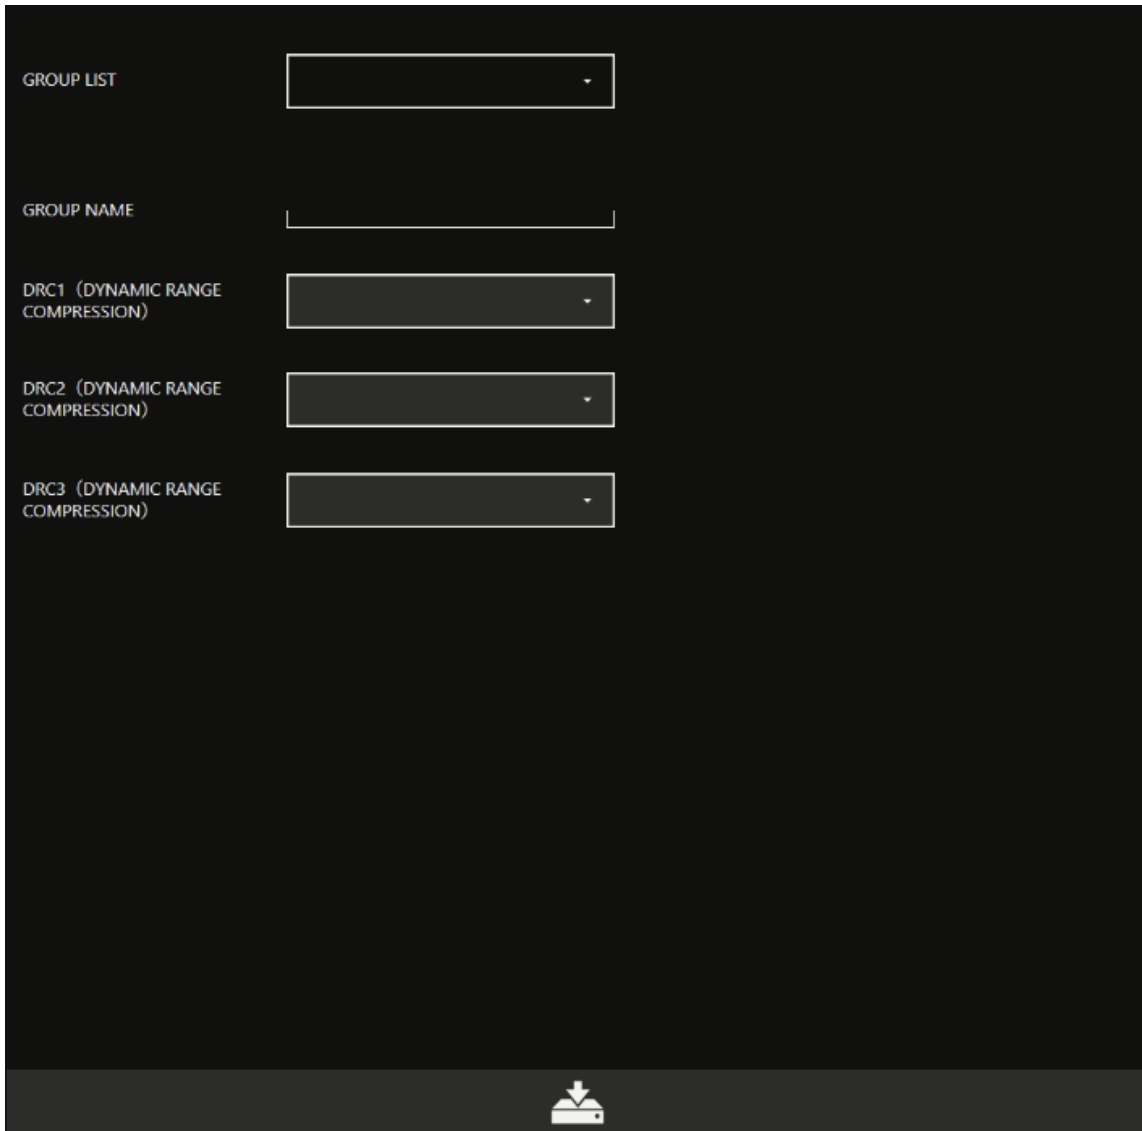 GROUP LIST
GROUP NAME
DRC1（DYNAMIC RANGE
COMPRESSION）
DRC2（DYNAMIC RANGE
COMPRESSION）
DRC3（DYNAMIC RANGE
COMPRESSION）